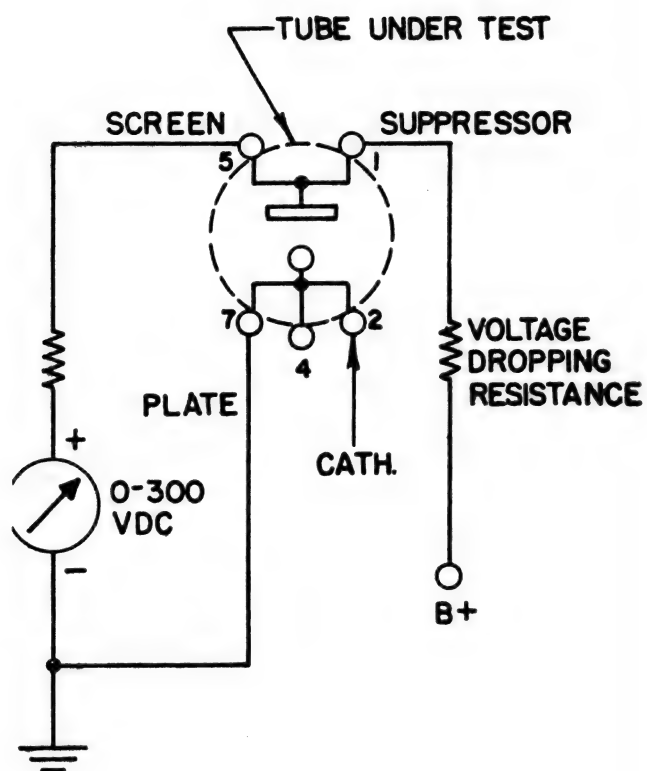 TUBE UNDER TEST
SCREEN
SUPPRESSOR
5
1
7
4
2
VOLTAGE
DROPPING
RESISTANCE
PLATE
CATH.
+
0-300
VDC
-
B+